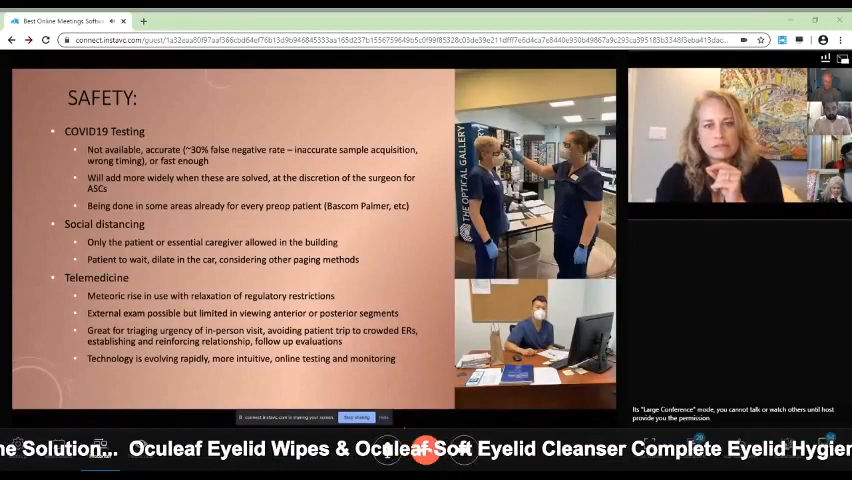 Best Online Meetings Softw
connect.instavc.com/guest/
SAFETY:
COVID19 Testing
Not available, accurate (~30% false negative rate – inaccurate sample acquisition,
wrong timing), or fast enough
Will add more widely when these are solved, at the discretion of the surgeon for
ASCs
Being done in some areas already for every preop patient (Bascom Palmer, etc)
Social distancing
Only the patient or essential caregiver allowed in the building
Patient to wait, dilate in the car, considering other paging methods
Telemedicine
Meteoric rise in use with relaxation of regulatory restrictions
External exam possible but limited in viewing anterior or posterior segments
Great for triaging urgency of in-person visit, avoiding patient trip to crowded ERs,
establishing and reinforcing relationship, follow up evaluations
Technology is evolving rapidly, more intuitive, online testing and monitoring
THE OPTICAL GALLERY
Its "Large Conference" mode, you cannot talk or watch others until host
provide you the permission
connect.instavc.com is sharing your screen.
Stop sharing
Hide
ne Solution... Oculeaf Eyelid Wipes & Oculeaf Soft Eyelid Cleanser Complete Eyelid Hygien